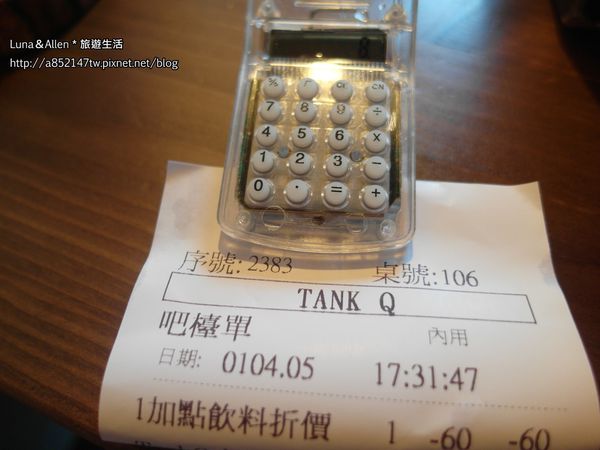 Luna & Allen * 旅遊生活
http://a852147tw.pixnet.net/blog
8
% CE CN
7 8 9 ÷
4 5 6 X
1 2 3 −
0 . = +
序號: 2383 桌號:106
TANK Q
吧檯單 內用
日期: 0104.05 17:31:47
1加點飲料折價 1 -60 -60